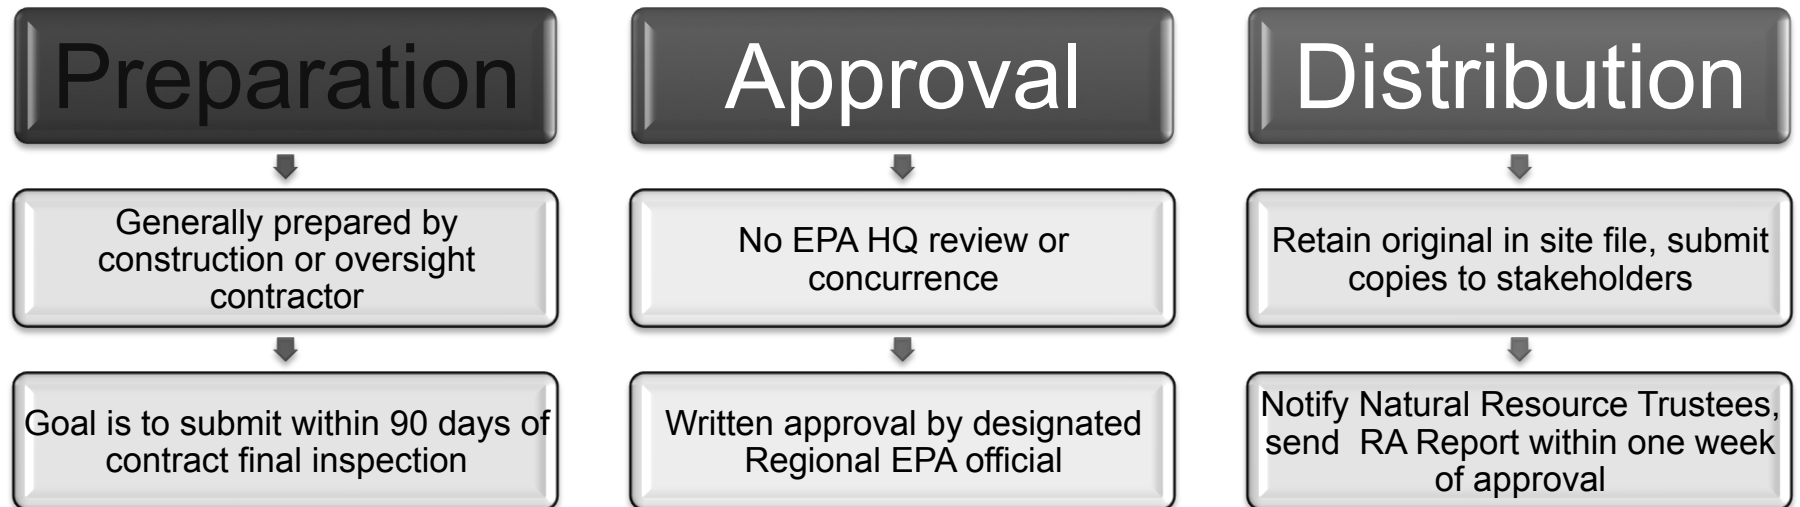 Preparation
Generally prepared by
construction or oversight
contractor
Goal is to submit within 90 days of
contract final inspection
Approval
No EPA HQ review or
concurrence
Written approval by designated
Regional EPA official
Distribution
Retain original in site file, submit
copies to stakeholders
Notify Natural Resource Trustees,
send  RA Report within one week
of approval